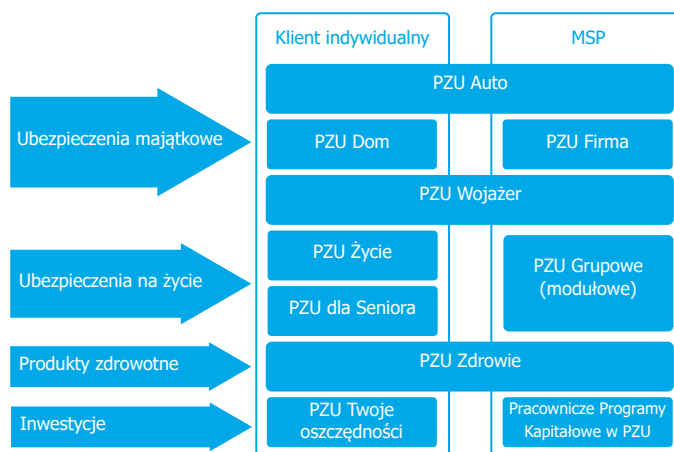 Klient indywidualny
MSP
PZU Auto
Ubezpieczenia majątkowe
PZU Dom
PZU Firma
PZU Wojażer
Ubezpieczenia na życie
PZU Życie
PZU Grupowe
(modułowe)
PZU dla Seniora
Produkty zdrowotne
PZU Zdrowie
Inwestycje
PZU Twoje
oszczędności
Pracownicze Programy
Kapitałowe w PZU